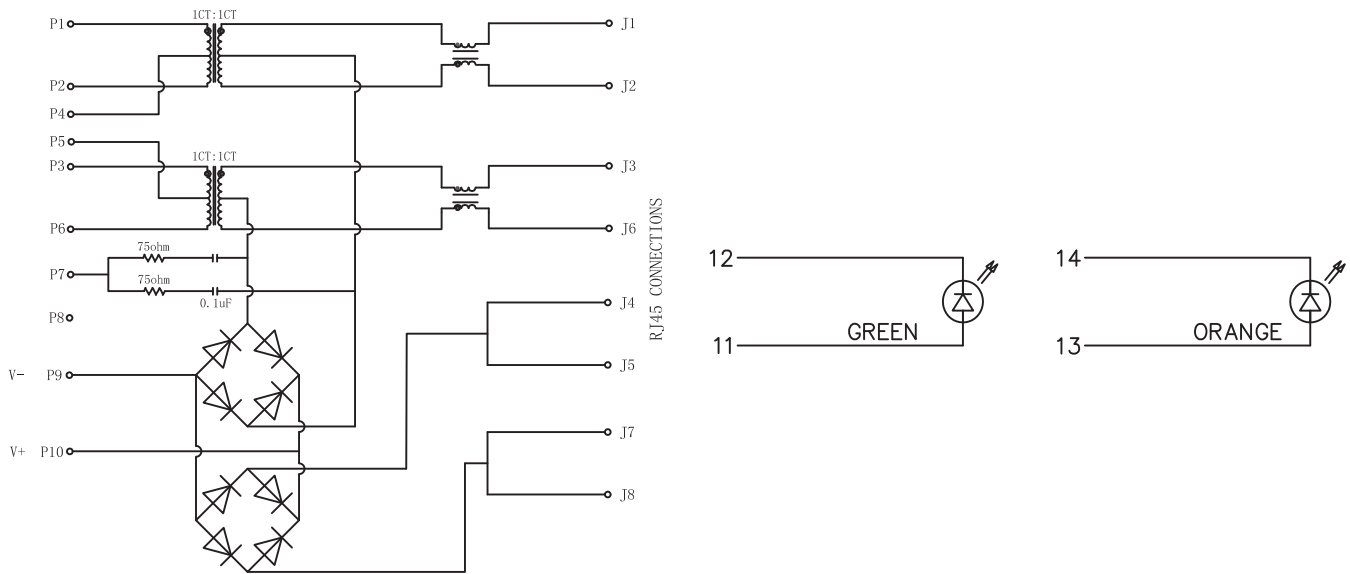 1CT:1CT
P1
J1
P2
J2
P4
P5
1CT:1CT
P3
J3
P6
J6
75ohm
P7
75ohm
0.1uF
P8
J4
RJ45 CONNECTIONS
J5
V- P9
J7
V+ P10
J8
12
GREEN
11
14
ORANGE
13